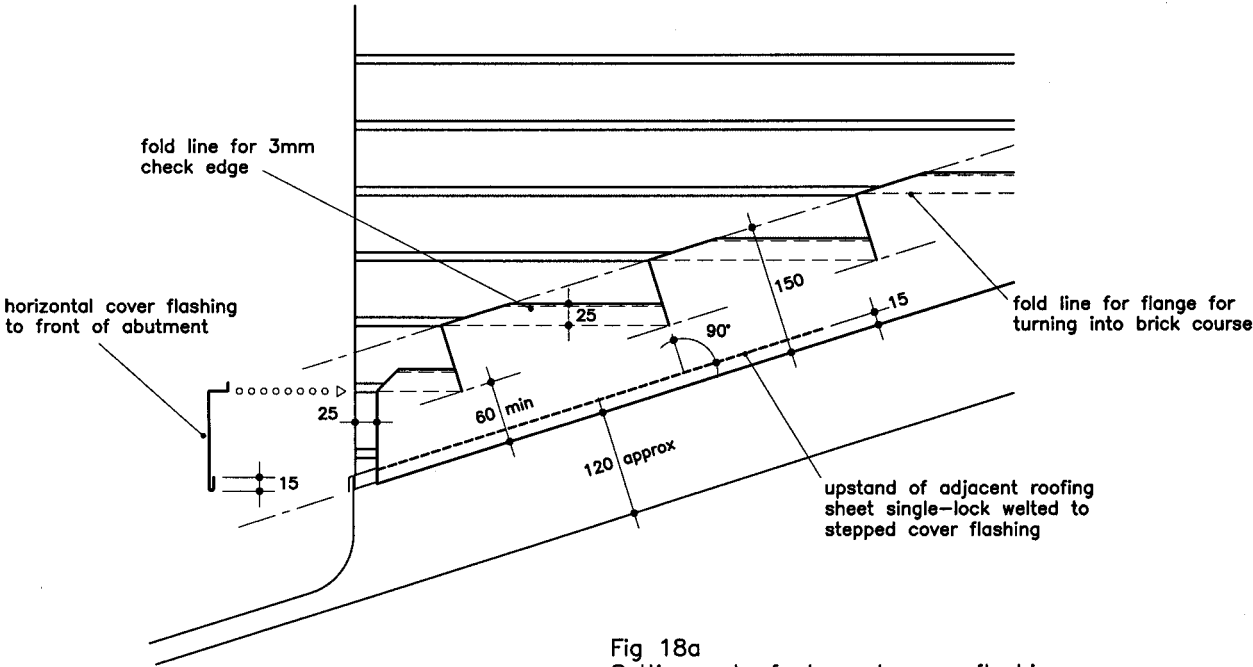 fold line for 3mm
check edge
horizontal cover flashing
to front of abutment
25
15
25
60 min
120 approx
90°
150
15
fold line for flange for
turning into brick course
upstand of adjacent roofing
sheet single-lock welted to
stepped cover flashing
Fig 18a